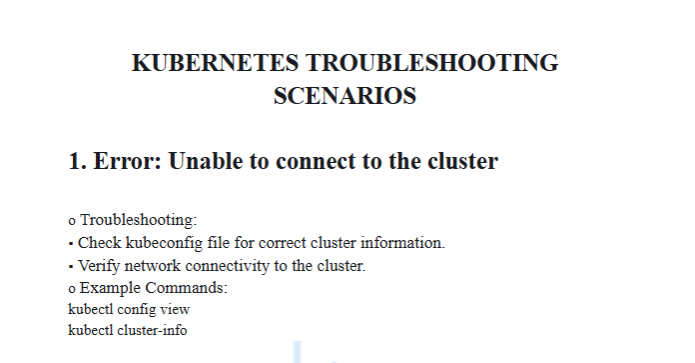 KUBERNETES TROUBLESHOOTING
SCENARIOS
1. Error: Unable to connect to the cluster
o Troubleshooting:
▪ Check kubeconfig file for correct cluster information.
▪ Verify network connectivity to the cluster.
o Example Commands:
kubectl config view
kubectl cluster-info